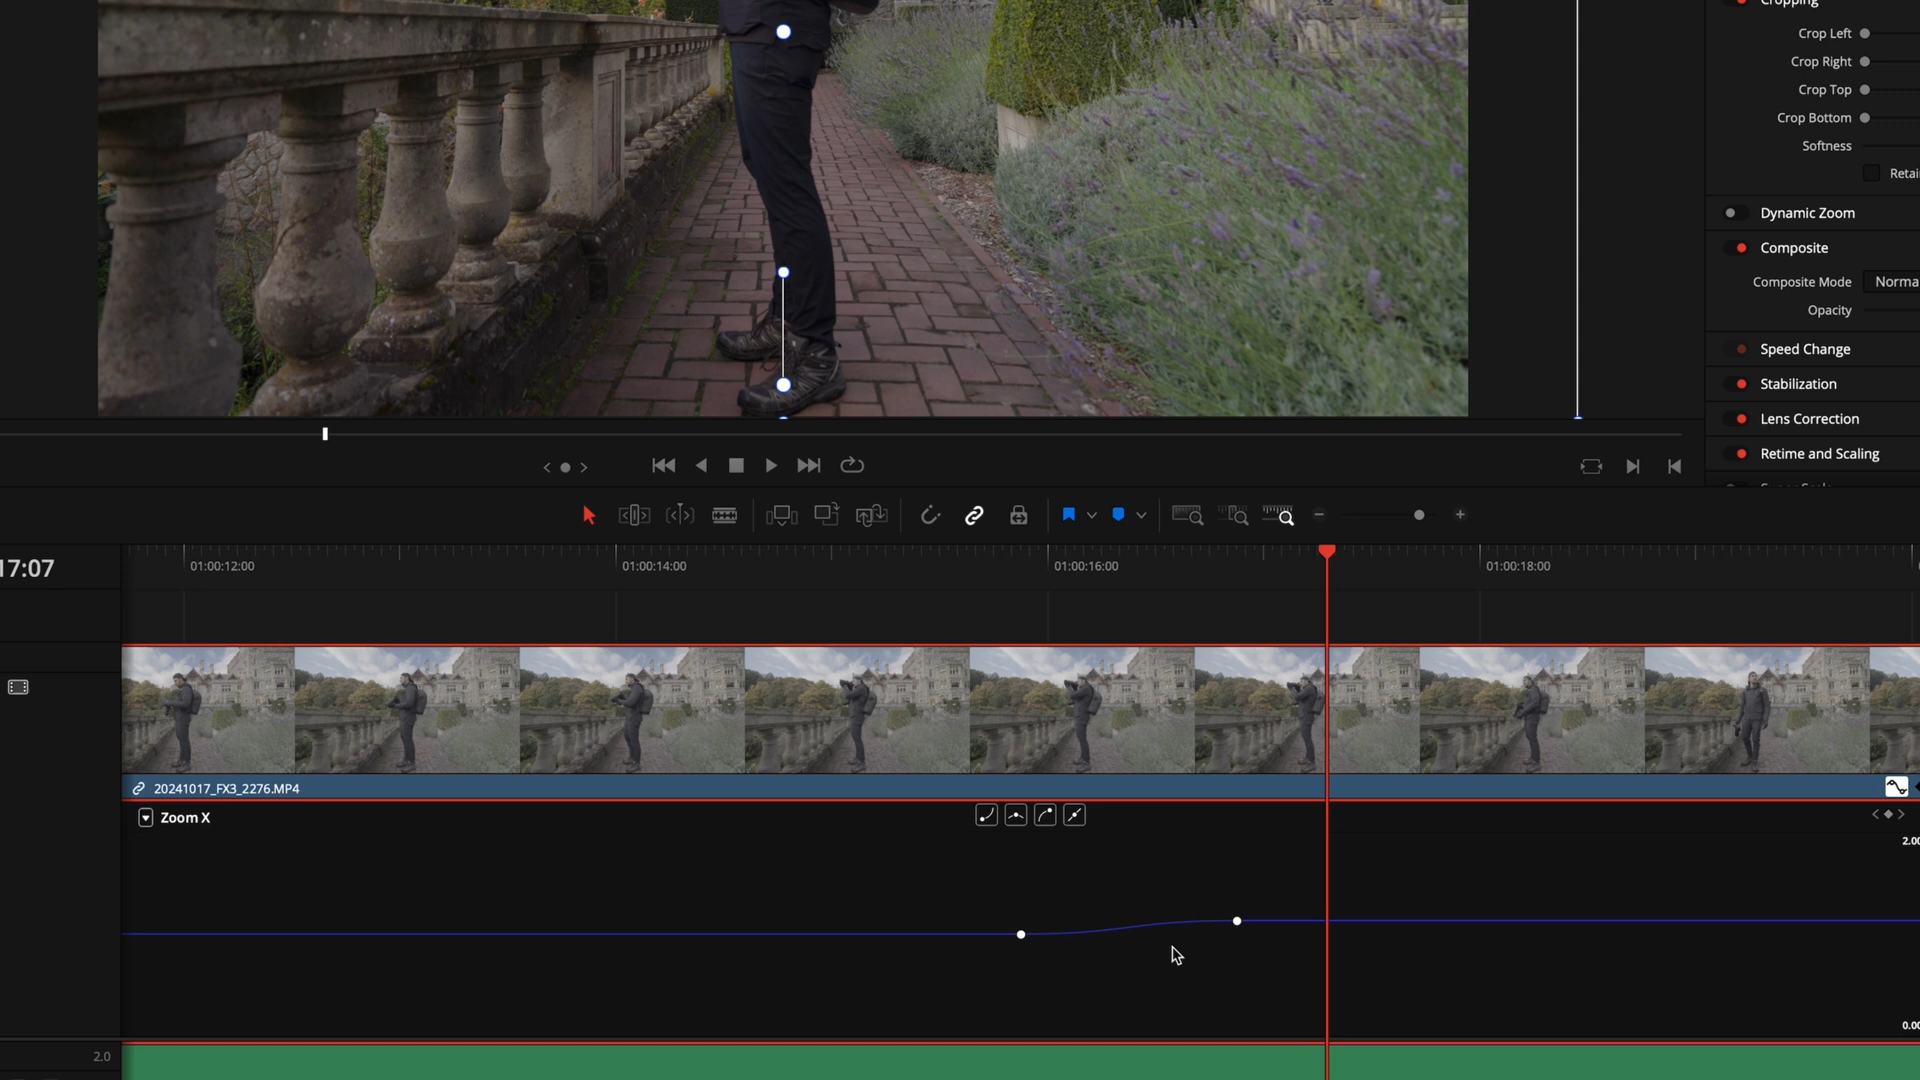 Cropping
Crop Left
Crop Right
Crop Top
Crop Bottom
Softness
Retai
Dynamic Zoom
Composite
Composite Mode Norma
Opacity
Speed Change
Stabilization
Lens Correction
Retime and Scaling
17:07
01:00:12:00 01:00:14:00 01:00:16:00 01:00:18:00
20241017_FX3_2276.MP4
Zoom X
2.00
0.00
2.0